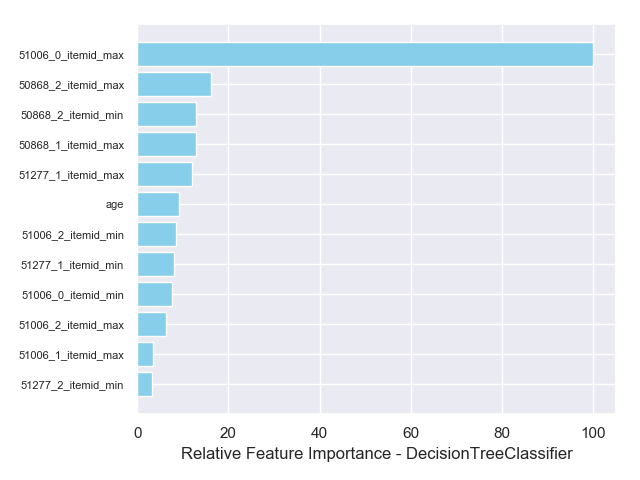 51006_0_itemid_max
50868_2_itemid_max
50868_2_itemid_min
50868_1_itemid_max
51277_1_itemid_max
age
51006_2_itemid_min
51277_1_itemid_min
51006_0_itemid_min
51006_2_itemid_max
51006_1_itemid_max
51277_2_itemid_min
0 20 40 60 80 100
Relative Feature Importance - DecisionTreeClassifier